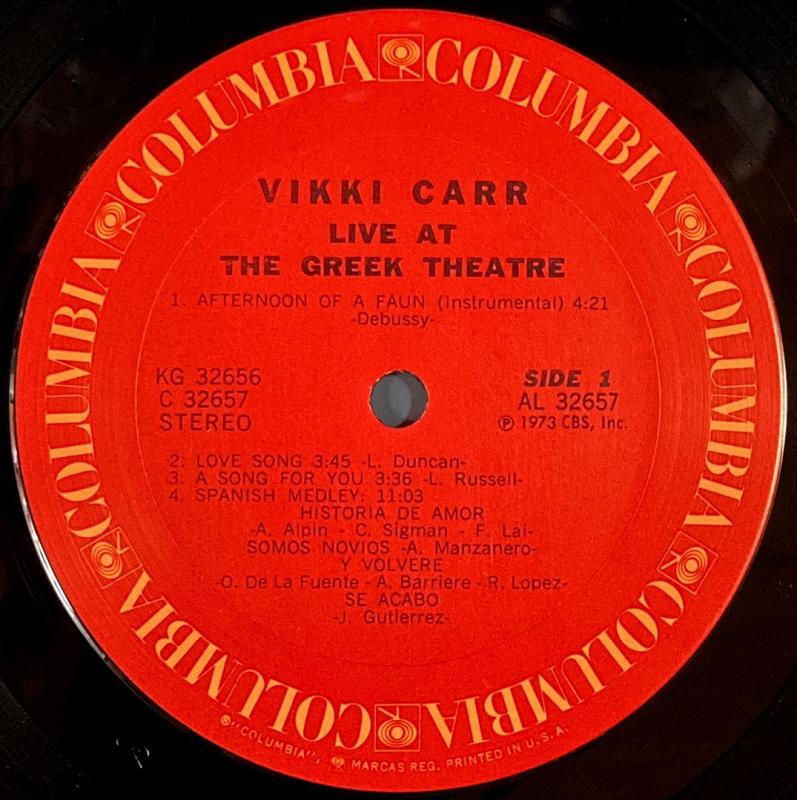 COLUMBIA COLUMBIA COLUMBIA COLUMBIA COLUMBIA COLUMBIA COLUMBIA COLUMBIA
VIKKI CARR
LIVE AT
THE GREEK THEATRE
1. AFTERNOON OF A FAUN (Instrumental) 4:21
-Debussy-
KG 32656
C 32657
STEREO
SIDE 1
AL 32657
℗ 1973 CBS, Inc.
2. LOVE SONG 3:45 -L. Duncan-
3. A SONG FOR YOU 3:36 -L. Russell-
4. SPANISH MEDLEY: 11:03
HISTORIA DE AMOR
-A. Alpin - C. Sigman - F. Lai-
SOMOS NOVIOS -A. Manzanero-
Y VOLVERE
-O. De La Fuente - A. Barriere - R. Lopez-
SE ACABO
-J. Gutierrez-
® "COLUMBIA", MARCAS REG. PRINTED IN U.S.A.